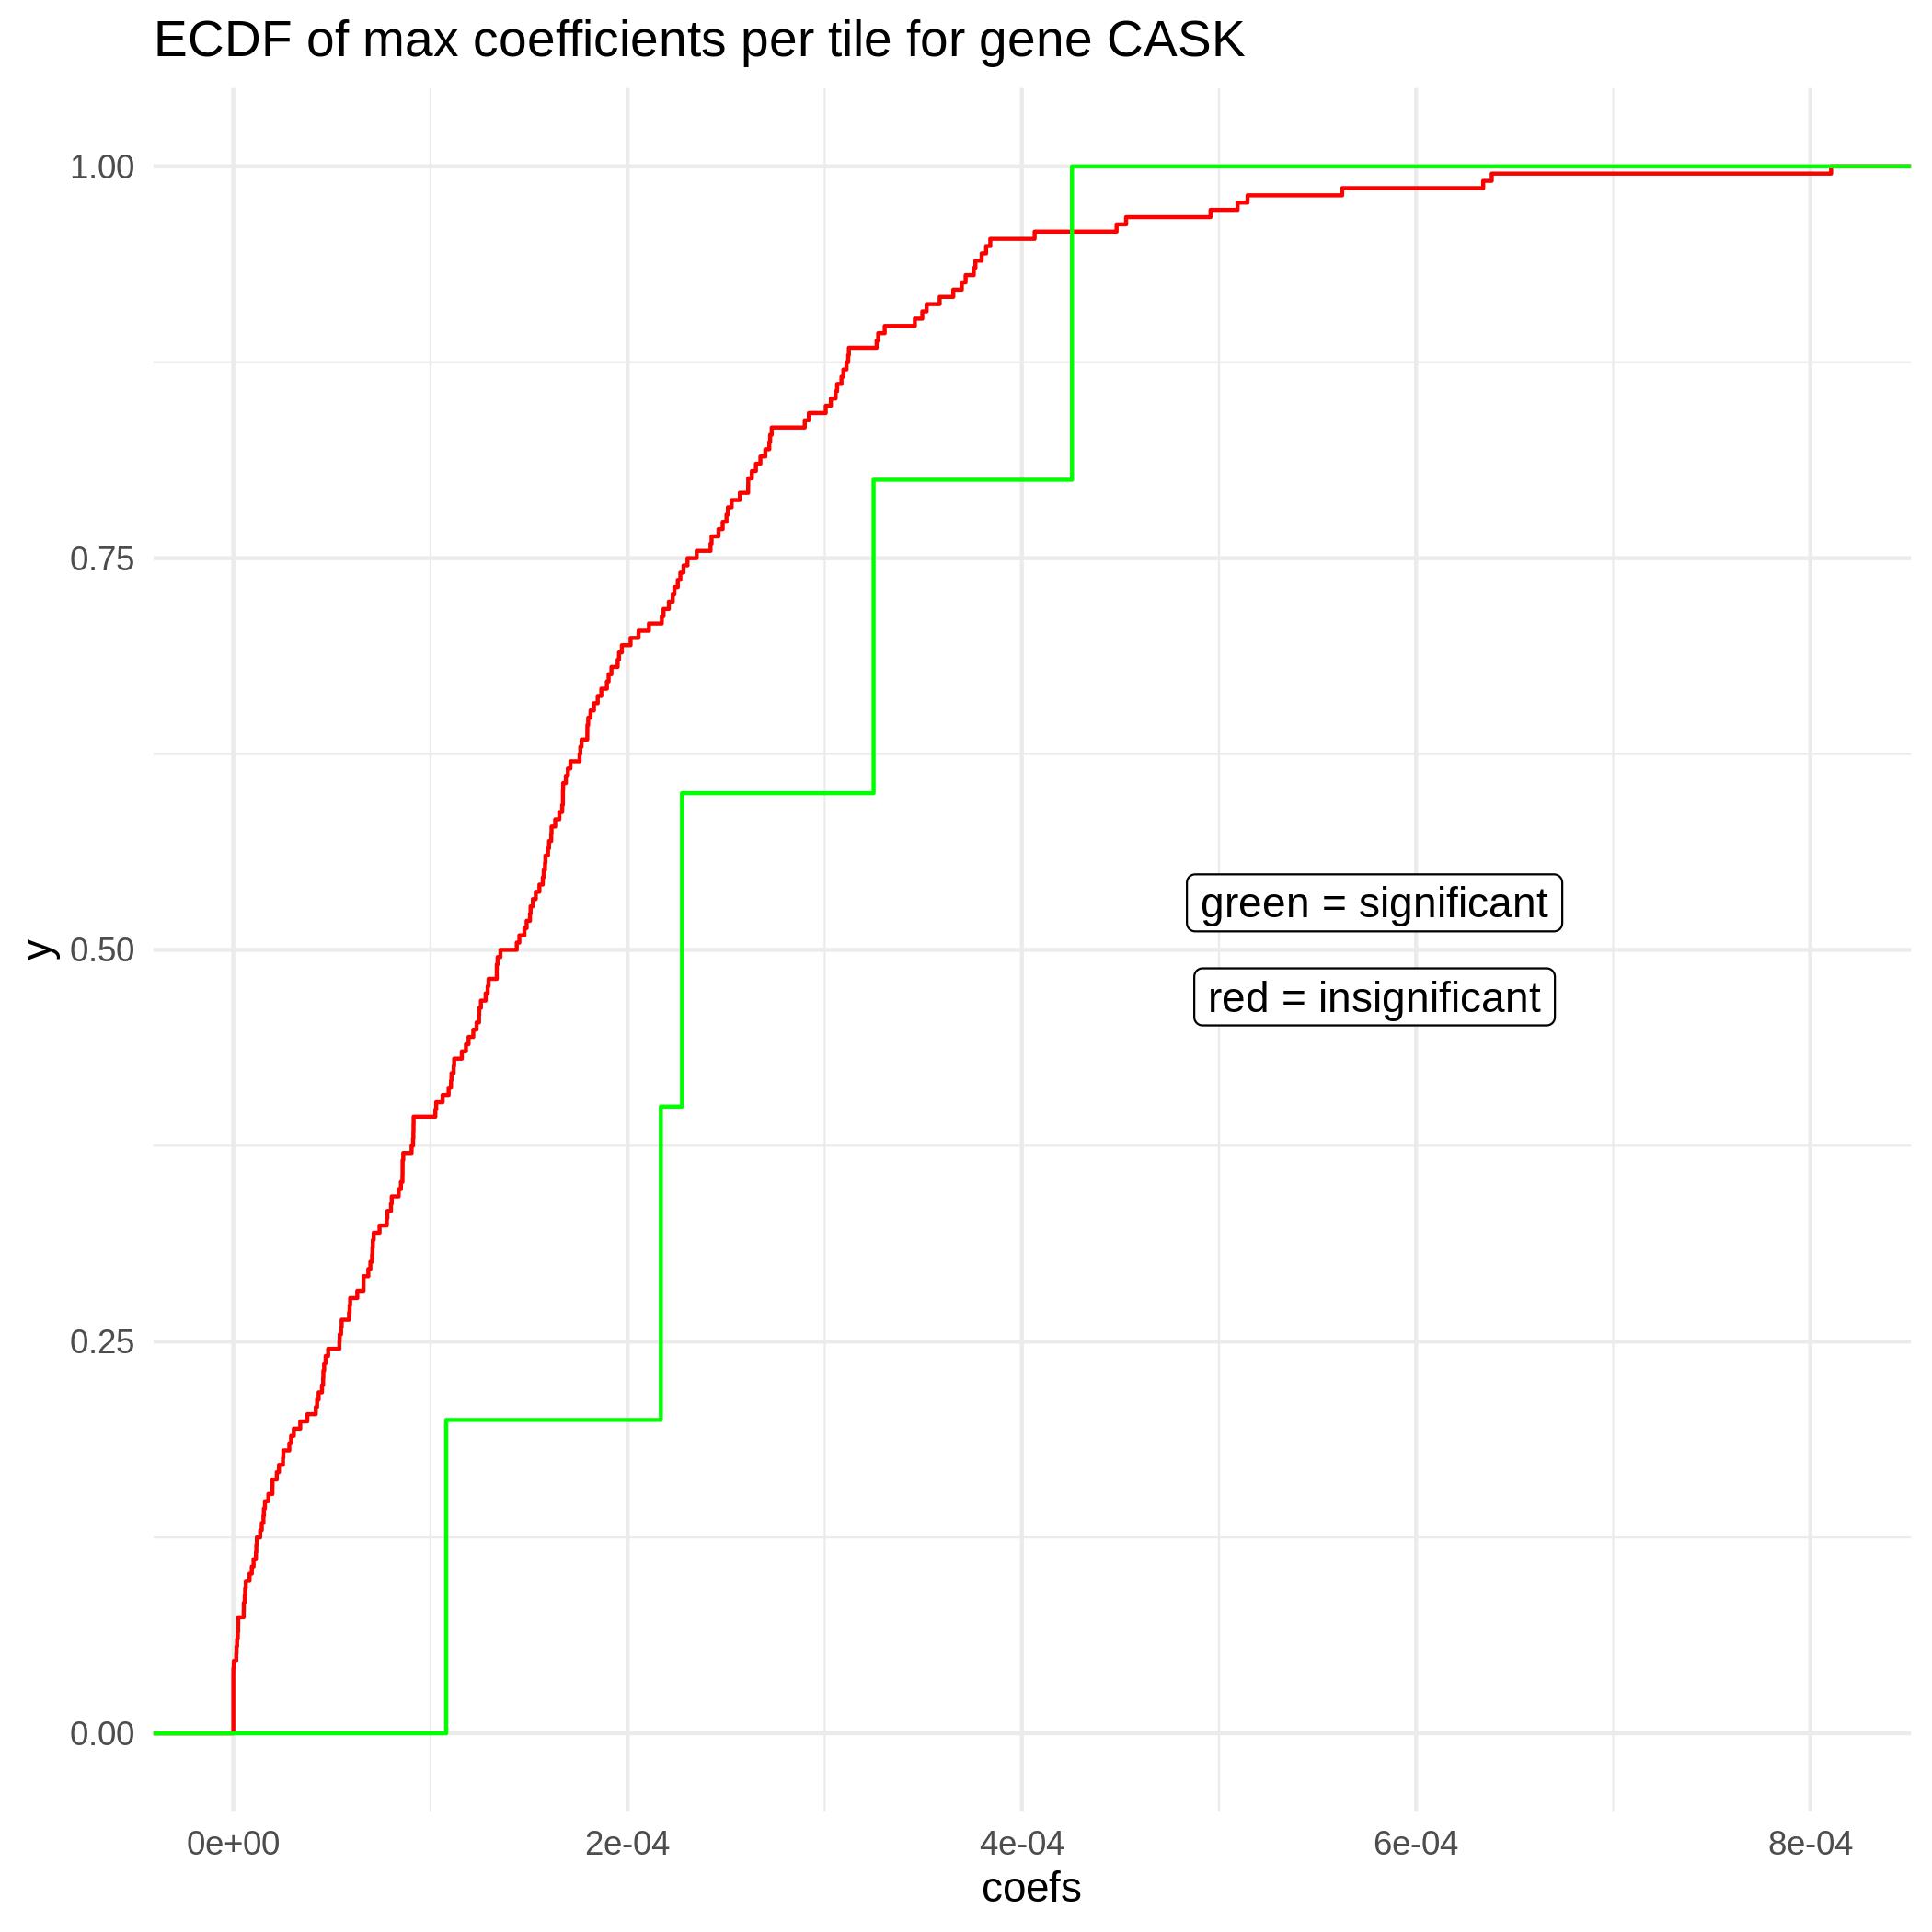 ECDF of max coefficients per tile for gene CASK
1.00
0.75
0.50
0.25
0.00
y
green = significant
red = insignificant
0e+00 2e-04 4e-04 6e-04 8e-04
coefs